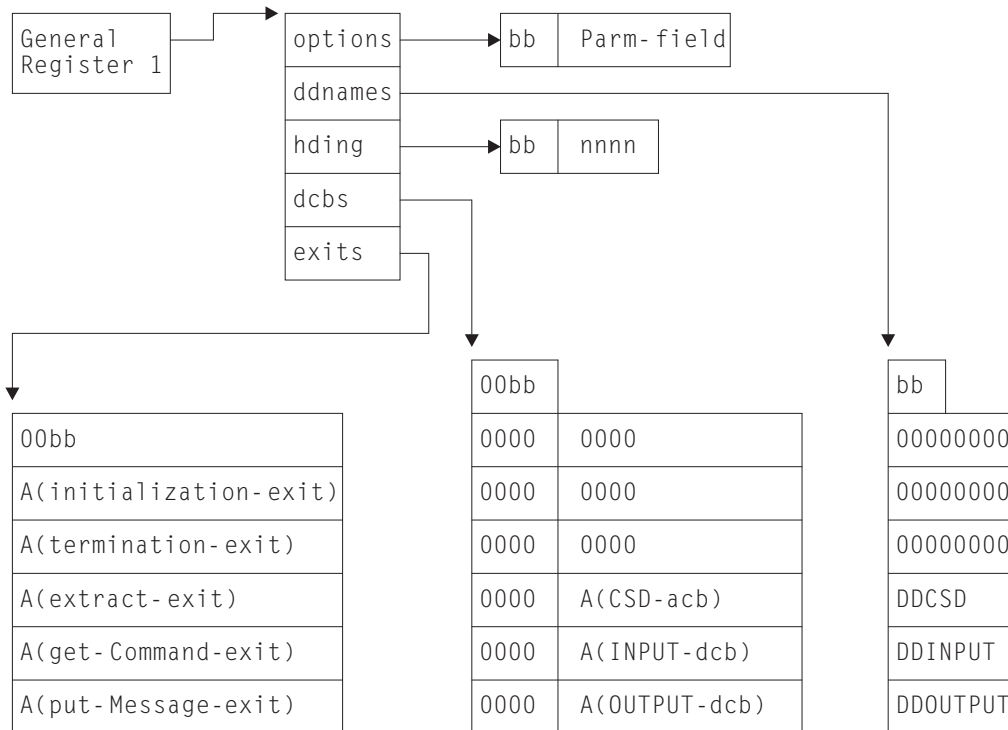 General
Register 1
options
bb Parm-field
ddnames
hding
bb nnnn
dcbs
exits
00bb
A(initialization-exit)
A(termination-exit)
A(extract-exit)
A(get-Command-exit)
A(put-Message-exit)
00bb
0000 0000
0000 0000
0000 0000
0000 A(CSD-acb)
0000 A(INPUT-dcb)
0000 A(OUTPUT-dcb)
bb
00000000
00000000
00000000
DDCSD
DDINPUT
DDOUTPUT